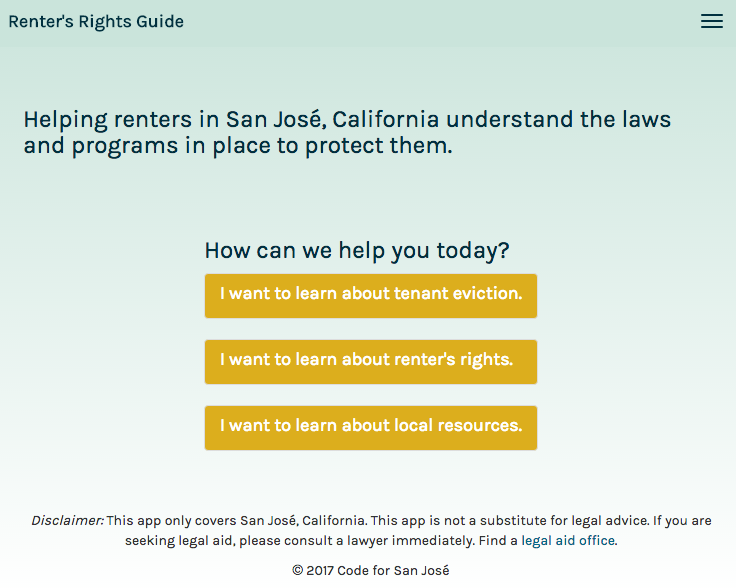 Renter's Rights Guide
Helping renters in San José, California understand the laws
and programs in place to protect them.
How can we help you today?
I want to learn about tenant eviction.
I want to learn about renter's rights.
I want to learn about local resources.
Disclaimer: This app only covers San José, California. This app is not a substitute for legal advice. If you are
seeking legal aid, please consult a lawyer immediately. Find a legal aid office.
© 2017 Code for San José